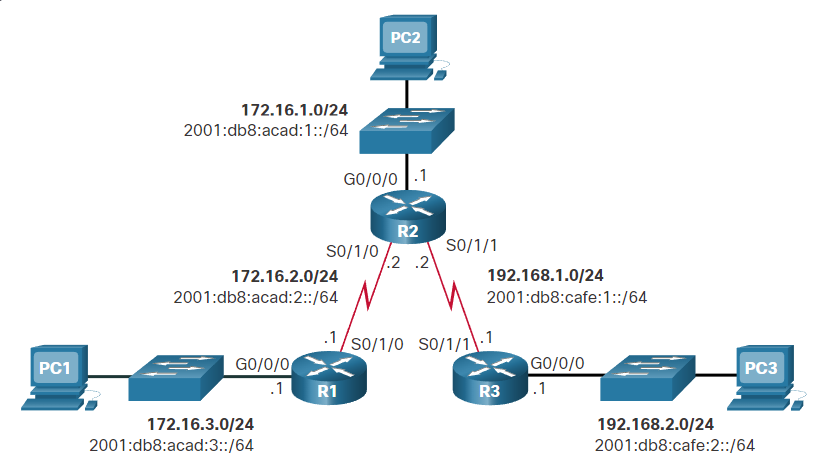 PC2
172.16.1.0/24
2001:db8:acad:1::/64
G0/0/0
.1
R2
S0/1/0
S0/1/1
.2
.2
172.16.2.0/24
2001:db8:acad:2::/64
192.168.1.0/24
2001:db8:cafe:1::/64
.1
S0/1/0
S0/1/1
.1
PC1
G0/0/0
.1
R1
R3
G0/0/0
.1
PC3
172.16.3.0/24
2001:db8:acad:3::/64
192.168.2.0/24
2001:db8:cafe:2::/64